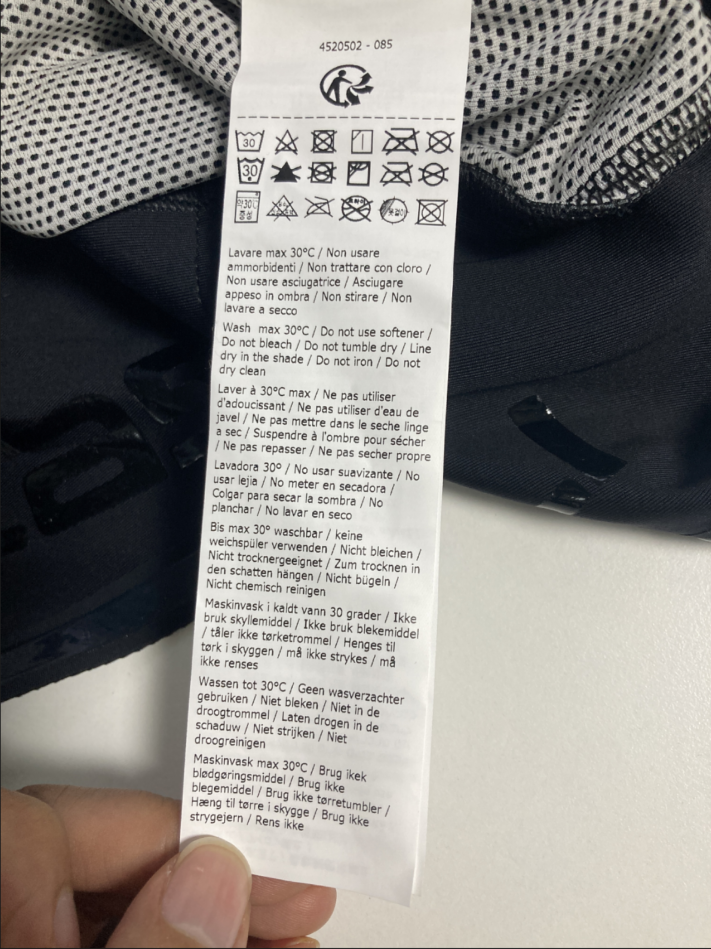 4520502 - 085
30
30
약30℃
중성
Lavare max 30°C / Non usare
ammorbidenti / Non trattare con cloro /
Non usare asciugatrice / Asciugare
appeso in ombra / Non stirare / Non
lavare a secco
Wash max 30°C / Do not use softener /
Do not bleach / Do not tumble dry / Line
dry in the shade / Do not iron / Do not
dry clean
Laver à 30°C max / Ne pas utiliser
d'adoucissant / Ne pas utiliser d'eau de
javel / Ne pas mettre dans le seche linge
a sec / Suspendre à l'ombre pour sécher
/ Ne pas repasser / Ne pas secher propre
Lavadora 30º / No usar suavizante / No
usar lejia / No meter en secadora /
Colgar para secar la sombra / No
planchar / No lavar en seco
Bis max 30° waschbar / keine
weichspüler verwenden / Nicht bleichen /
Nicht trocknergeeignet / Zum trocknen in
den schatten hängen / Nicht bügeln /
Nicht chemisch reinigen
Maskinvask i kaldt vann 30 grader / Ikke
bruk skyllemiddel / Ikke bruk blekemiddel
/ tåler ikke tørketrommel / Henges til
tørk i skyggen / må ikke strykes / må
ikke renses
Wassen tot 30°C / Geen wasverzachter
gebruiken / Niet bleken / Niet in de
droogtrommel / Laten drogen in de
schaduw / Niet strijken / Niet
droogreinigen
Maskinvask max 30°C / Brug ikek
blødgøringsmiddel / Brug ikke
blegemiddel / Brug ikke tørretumbler /
Hæng til tørre i skygge / Brug ikke
strygejern / Rens ikke